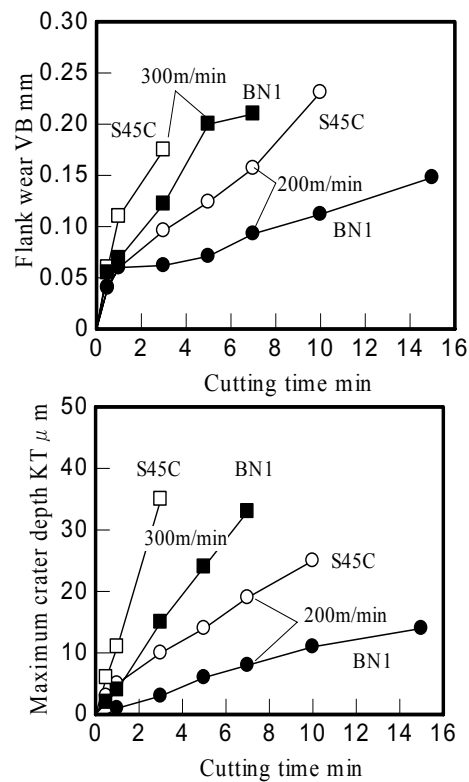 0.30
0.25
0.20
0.15
0.10
0.05
0.00
Flank wear VB mm
300m/min
BN1
S45C
S45C
200m/min
BN1
0 2 4 6 8 10 12 14 16
Cutting time min
50
40
30
20
10
0
Maximum crater depth KT μ m
S45C
BN1
300m/min
S45C
200m/min
BN1
0 2 4 6 8 10 12 14 16
Cutting time min